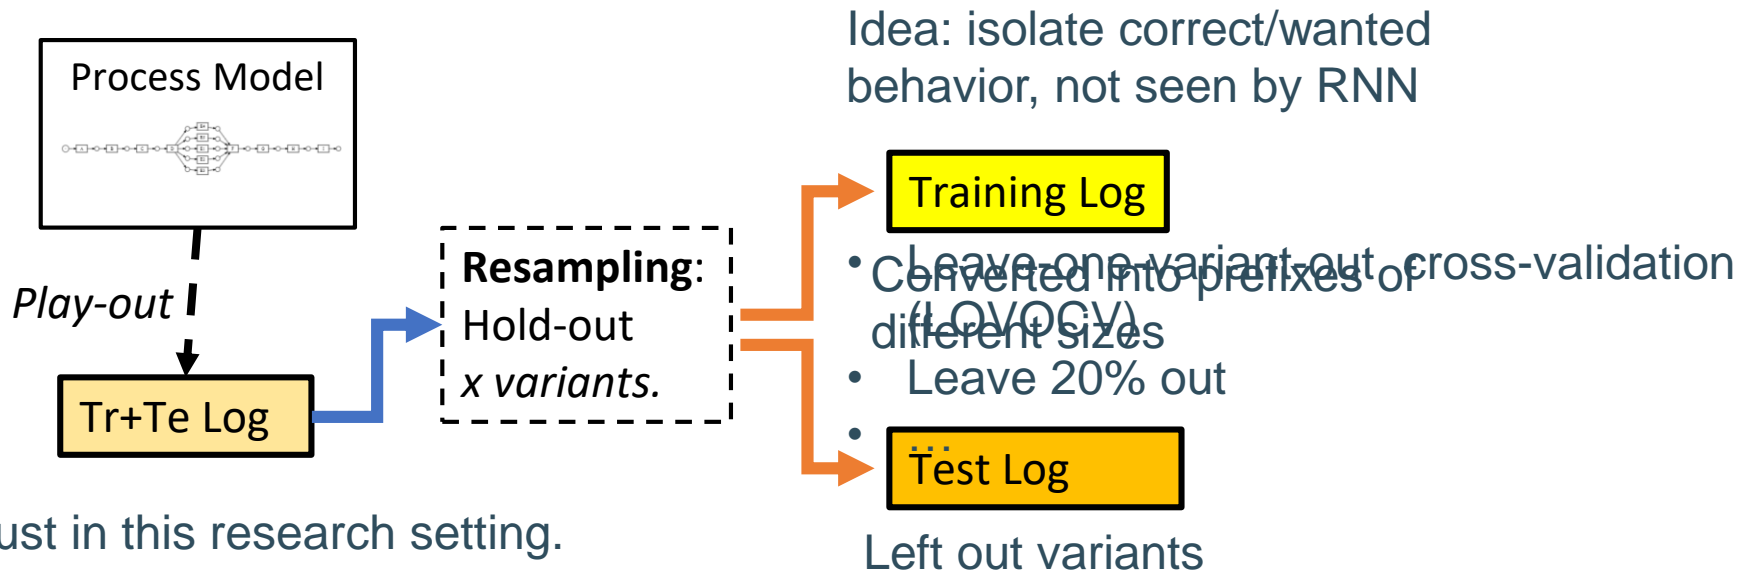 Process Model
Play-out
Tr+Te Log
ust in this research setting.
Resampling:
Hold-out
x variants.
Idea: isolate correct/wanted
behavior, not seen by RNN
Training Log
• Leave-one-variant-out cross-validation
(LOVOCV)
• Leave 20% out
• ...
Converted into prefixes of
different sizes
Test Log
Left out variants